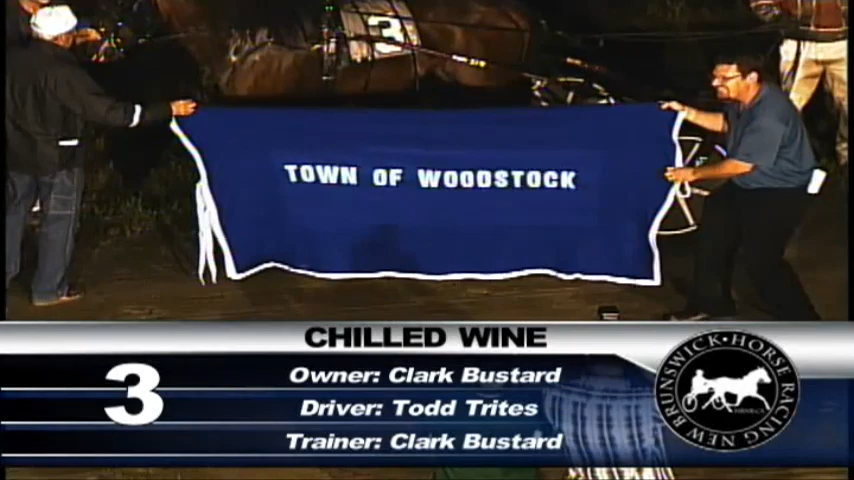 3
TOWN OF WOODSTOCK
CHILLED WINE
3
Owner: Clark Bustard
Driver: Todd Trites
Trainer: Clark Bustard
NEW BRUNSWICK • HORSE RACING